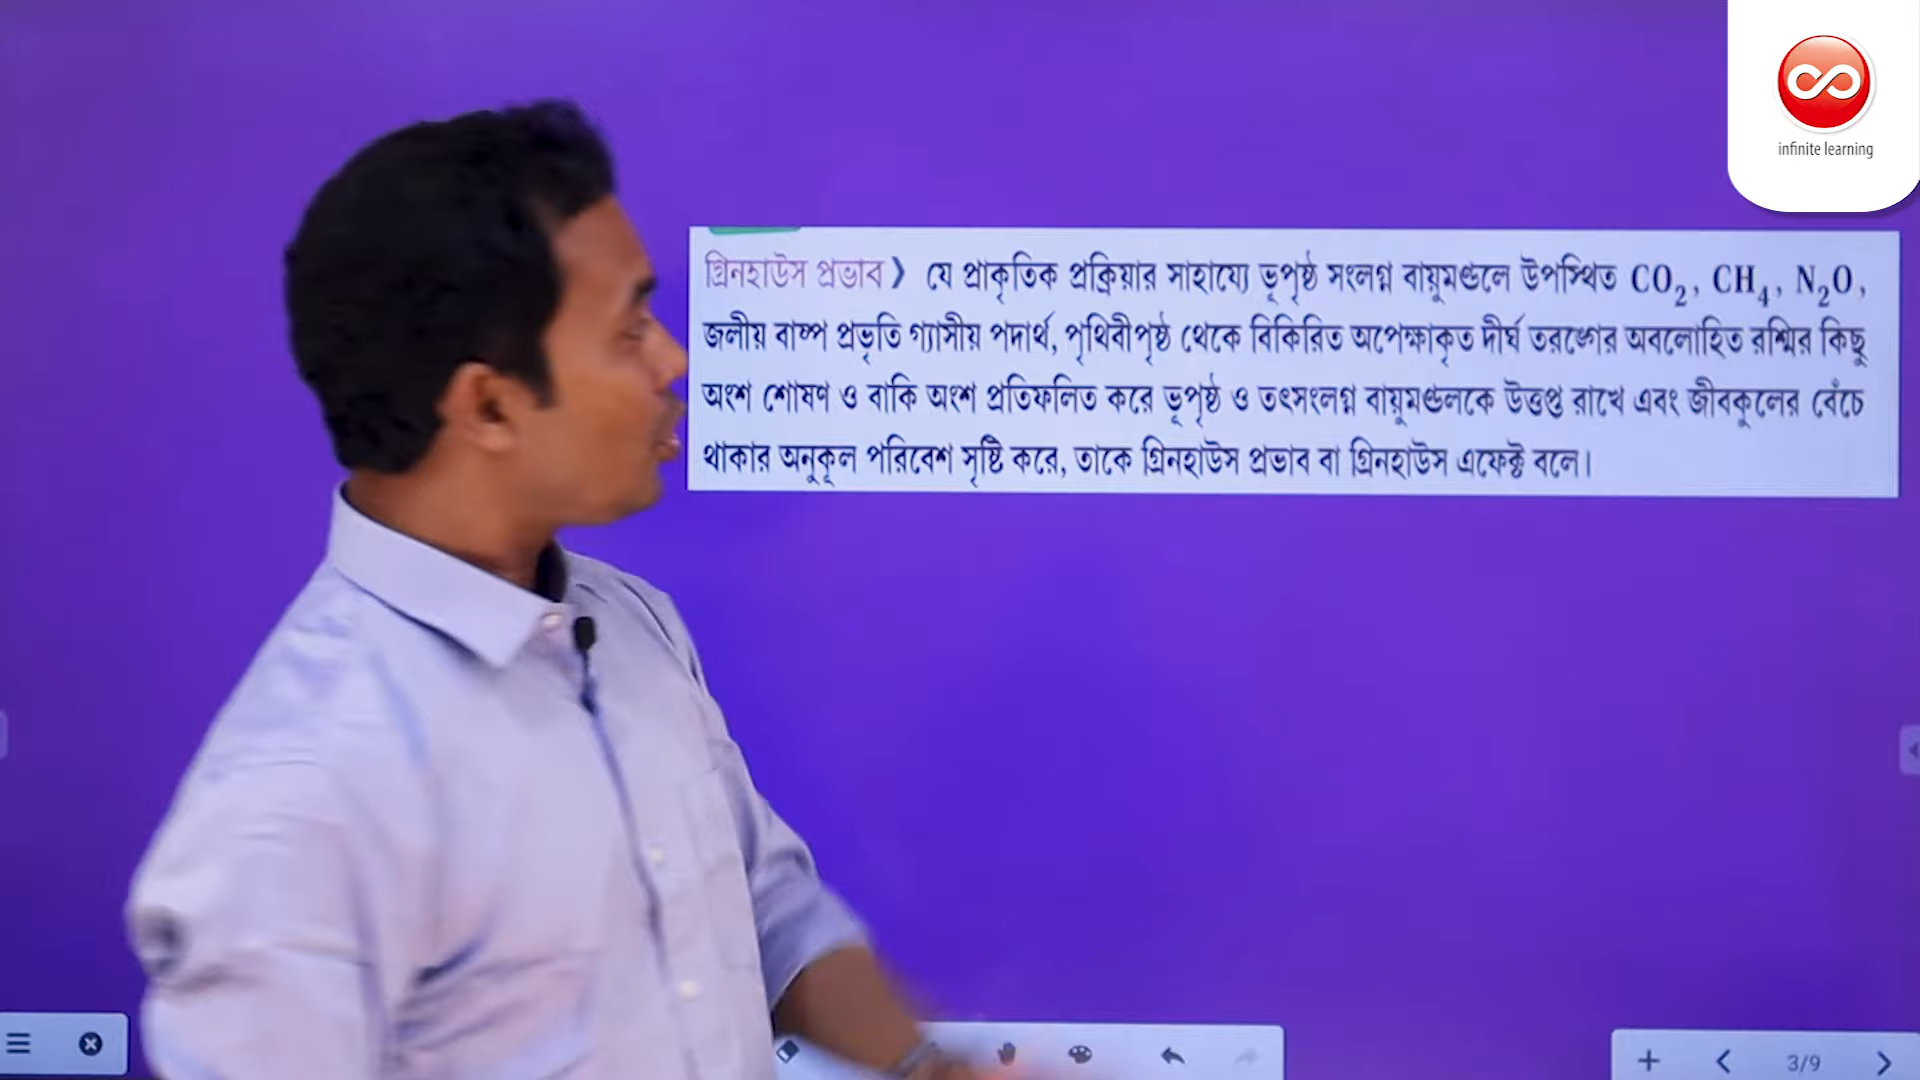 infinite learning
গ্রিনহাউস প্রভাব❯ যে প্রাকৃতিক প্রক্রিয়ার সাহায্যে ভূপৃষ্ঠ সংলগ্ন বায়ুমণ্ডলে উপস্থিত CO₂, CH₄, N₂O,
জলীয় বাষ্প প্রভৃতি গ্যাসীয় পদার্থ, পৃথিবীপৃষ্ঠ থেকে বিকিরিত অপেক্ষাকৃত দীর্ঘ তরঙ্গের অবলোহিত রশ্মির কিছু
অংশ শোষণ ও বাকি অংশ প্রতিফলিত করে ভূপৃষ্ঠ ও তৎসংলগ্ন বায়ুমণ্ডলকে উত্তপ্ত রাখে এবং জীবকুলের বেঁচে
থাকার অনুকূল পরিবেশ সৃষ্টি করে, তাকে গ্রিনহাউস প্রভাব বা গ্রিনহাউস এফেক্ট বলে।
3/9